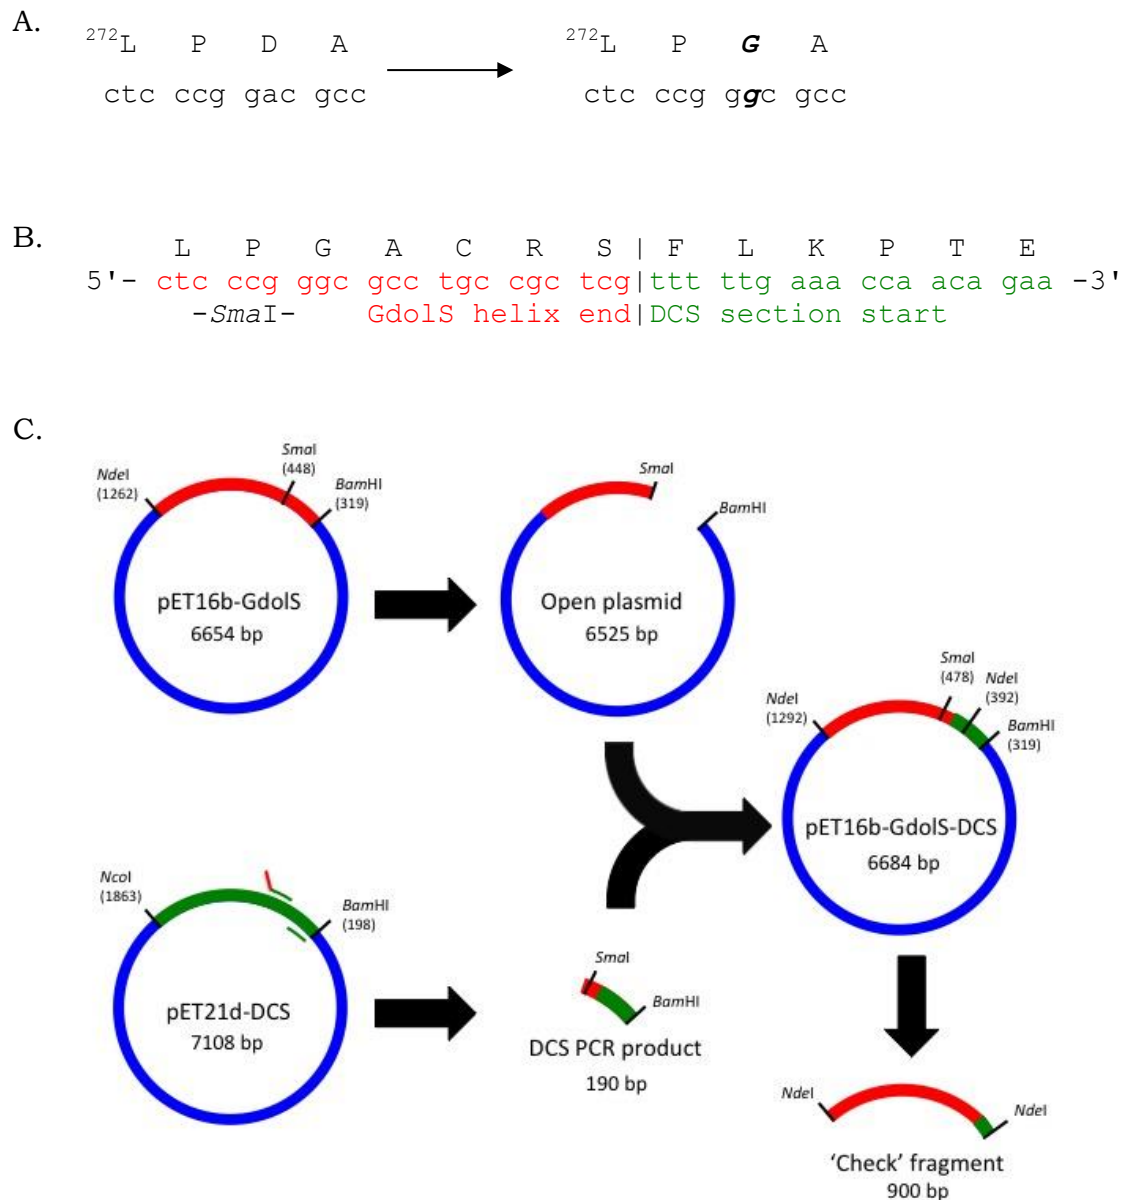 A.
²⁷²L P D A ²⁷²L P G A
ctc ccg gac gcc ctc ccg ggc gcc
B.
L P G A C R S | F L K P T E
5'- ctc ccg ggc gcc tgc cgc tcg|ttt ttg aaa cca aca gaa -3'
-SmaI- GdolS helix end|DCS section start
C.
NdeI
(1262)
SmaI
(448)
BamHI
(319)
pET16b-GdolS
6654 bp
SmaI
BamHI
Open plasmid
6525 bp
NdeI
(1292)
SmaI
(478)
NdeI
(392)
BamHI
(319)
pET16b-GdolS-DCS
6684 bp
NcoI
(1863)
BamHI
(198)
pET21d-DCS
7108 bp
SmaI
BamHI
DCS PCR product
190 bp
NdeI
NdeI
'Check' fragment
900 bp